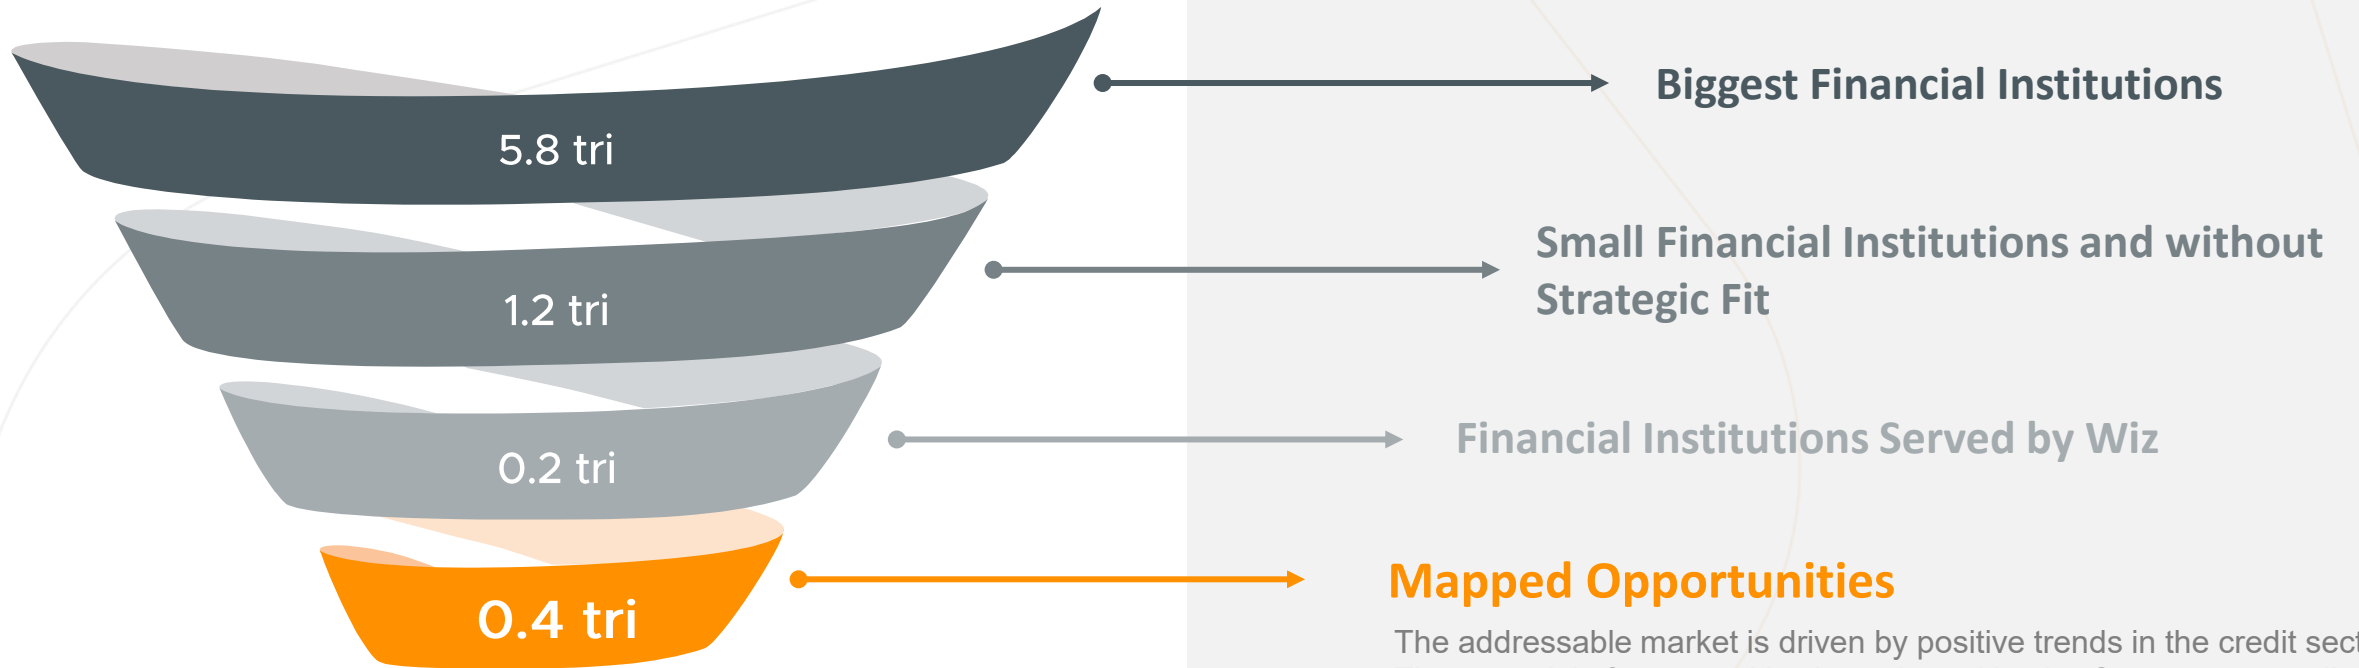 5.8 tri
Biggest Financial Institutions
1.2 tri
Small Financial Institutions and without
Strategic Fit
0.2 tri
Financial Institutions Served by Wiz
0.4 tri
Mapped Opportunities
The addressable market is driven by positive trends in the credit